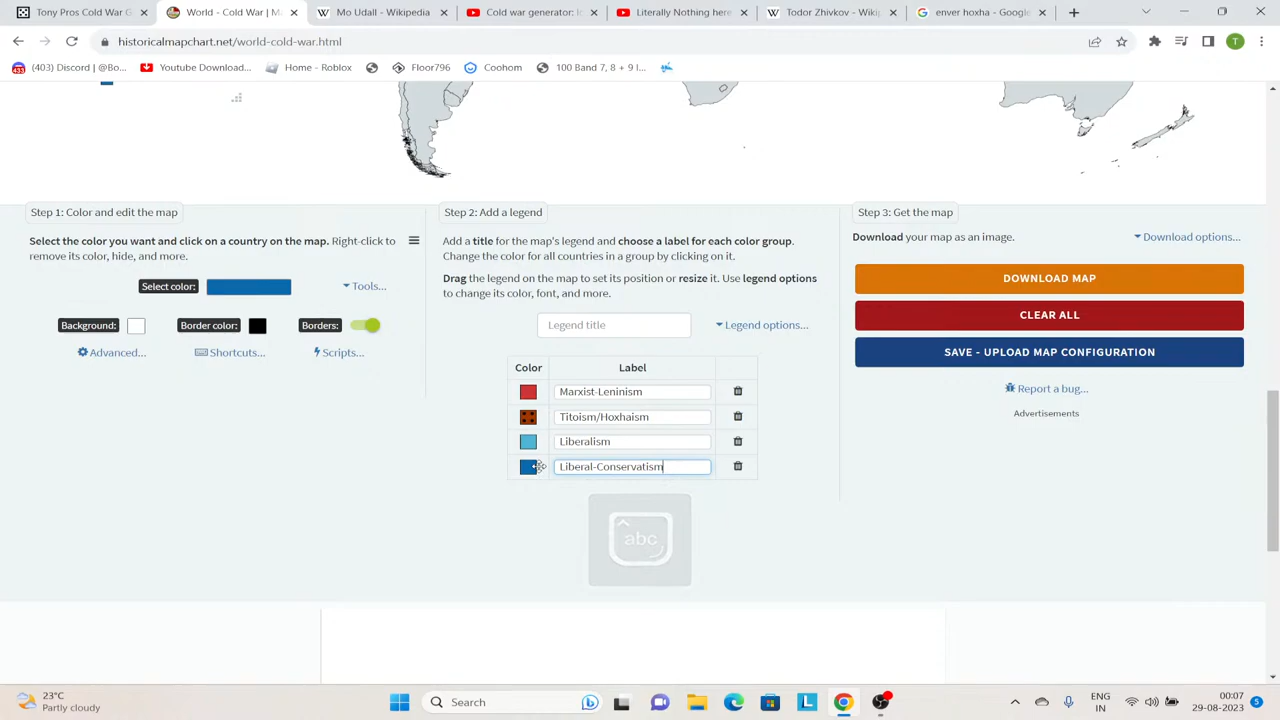 Tony Pros Cold War G
World - Cold War | Ma
Mo Udall - Wikipedia
Cold war generator: lo
Literally Nothing here
Todor Zhivkov - Wikip
enver hoxha - Google
historicalmapchart.net/world-cold-war.html
T
(403) Discord | @Bo...
Youtube Download...
Home - Roblox
Floor796
Coohom
100 Band 7, 8 + 9 l...
Step 1: Color and edit the map
Select the color you want and click on a country on the map. Right-click to
remove its color, hide, and more.
Select color:
Tools...
Background:
Border color:
Borders:
Advanced...
Shortcuts...
Scripts...
Step 2: Add a legend
Add a title for the map's legend and choose a label for each color group.
Change the color for all countries in a group by clicking on it.
Drag the legend on the map to set its position or resize it. Use legend options
to change its color, font, and more.
Legend title
Legend options...
Color Label
Marxist-Leninism
Titoism/Hoxhaism
Liberalism
Liberal-Conservatism
abc
Step 3: Get the map
Download your map as an image.
Download options...
DOWNLOAD MAP
CLEAR ALL
SAVE - UPLOAD MAP CONFIGURATION
Report a bug...
Advertisements
23°C
Partly cloudy
Search
L
ENG
IN
00:07
29-08-2023
5